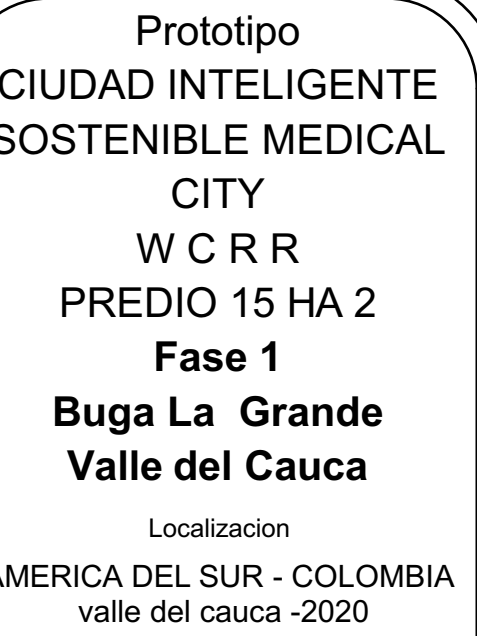 Prototipo
CIUDAD INTELIGENTE
SOSTENIBLE MEDICAL
CITY
W C R R
PREDIO 15 HA 2
Fase 1
Buga La Grande
Valle del Cauca
Localizacion
AMERICA DEL SUR - COLOMBIA
valle del cauca -2020